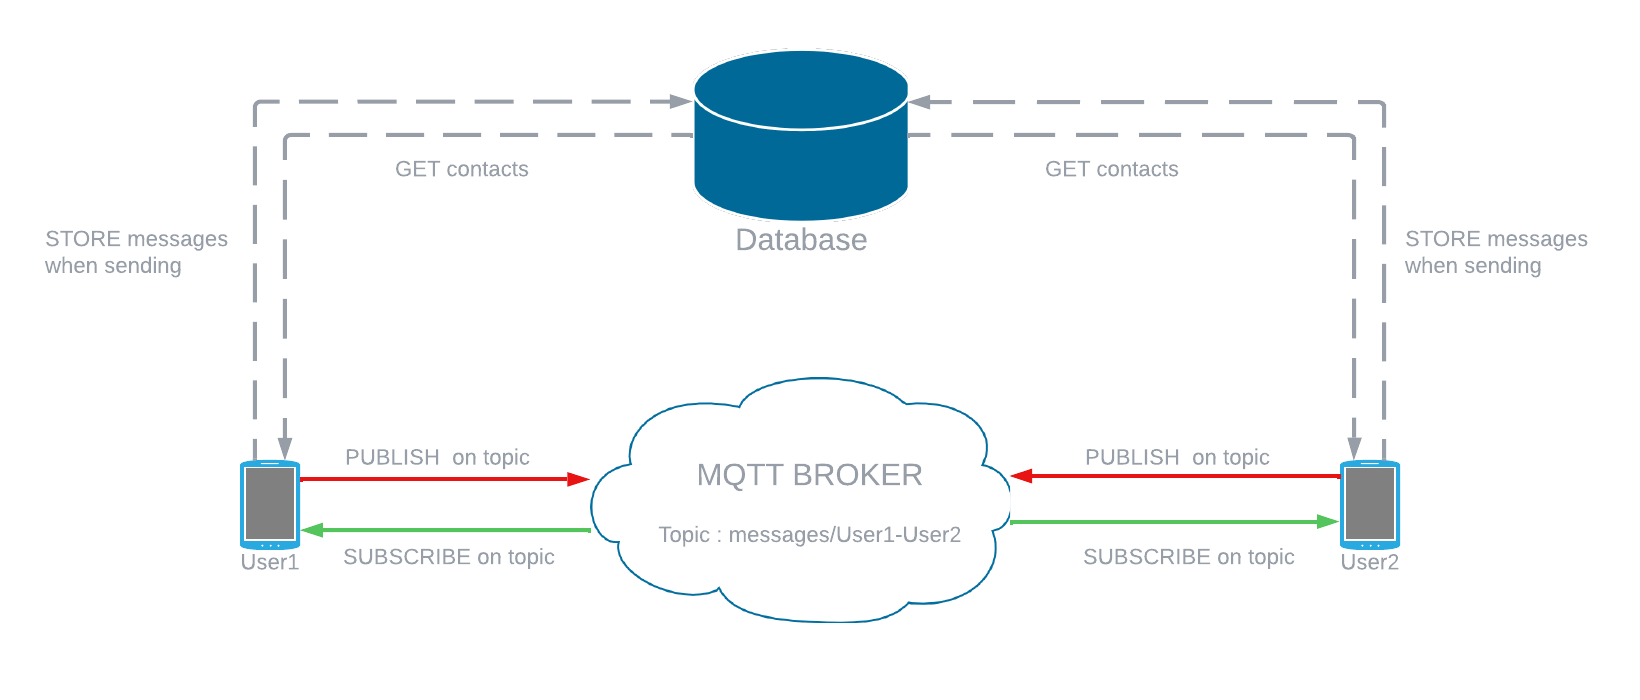 GET contacts
GET contacts
STORE messages
when sending
Database
STORE messages
when sending
PUBLISH  on topic
MQTT BROKER
PUBLISH  on topic
Topic : messages/User1-User2
SUBSCRIBE on topic
SUBSCRIBE on topic
User1
User2